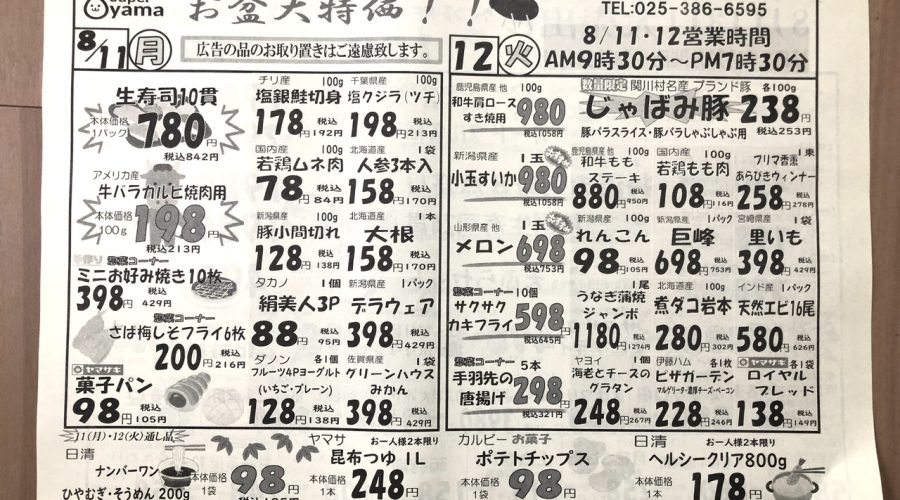 super
oyama
お盆大特価!!
TEL:025-386-6595
8/11 月
広告の品のお取り置きはご遠慮致します。
12 火
8/11・12営業時間
AM9時30分〜PM7時30分
生寿司10貫
本体価格
1パック
780円
税込842円
チリ産 100g
塩銀鮭切身
178円 税込192円
千葉県産 100g
塩クジラ(ツチ)
198円 税込213円
アメリカ産
牛バラカルビ焼肉用
本体価格
100g
198円
税込213円
国内産 100g
若鶏ムネ肉
78円 税込84円
北海道産 1袋
人参3本入
158円 税込170円
新潟県産 100g
豚小間切れ
128円 税込138円
北海道産 1本
大根
158円 税込170円
手作り 惣菜コーナー
ミニお好み焼き10枚
398円 税込429円
タカノ 1個
絹美人3P
88円 税込95円
新潟県産 1パック
デラウェア
398円 税込429円
惣菜コーナー
さば梅しそフライ6枚
200円 税込216円
ヤマザキ
菓子パン
98円 税込105円
ダノン 各1個
フルーツ4Pヨーグルト
(いちご・プレーン)
128円 税込138円
佐賀県産 1袋
グリーンハウス
みかん
398円 税込429円
鹿児島県産 他 100g
和牛肩ロース
すき焼用
980円
税込1058円
数量限定 関川村名産 ブランド豚 各100g
じゃばみ豚
238円
豚バラスライス・豚バラしゃぶしゃぶ用
税込253円
新潟県産 1玉
小玉すいか
980円
税込1058円
鹿児島県産 他 100g
和牛もも
ステーキ
880円 税込950円
国内産 100g
若鶏もも肉
108円 税込116円
1束
プリマ香薫
あらびきウィンナー
258円 税込278円
山形県産 他 1玉
メロン
698円
税込753円
新潟県産 100g
れんこん
98円 税込105円
新潟県産 1パック
巨峰
698円 税込753円
宮崎県産 1袋
里いも
398円 税込429円
惣菜コーナー 10個
サクサク
カキフライ
598円
税込645円
1尾
うなぎ蒲焼
ジャンボ
1180円 税込1274円
北海道産 100g
煮ダコ岩本
280円 税込302円
インド産 1パック
天然エビ16尾
580円 税込626円
惣菜コーナー 5本
手羽先の
唐揚げ
298円
税込321円
ヤヨイ 1個
海老とチーズの
グラタン
248円 税込267円
伊藤ハム 各1枚
ピザガーデン
マルゲリータ・濃厚チーズ・ベーコン
228円 税込246円
ヤマザキ 各1袋
ロイヤル
ブレッド
138円 税込149円
11(月)・12(火)通し品
日清
ナンバーワン
ひやむぎ・そうめん 200g
本体価格
1袋
98円
ヤマサ お一人様2本限り
昆布つゆ 1L
本体価格
1本
248円
カルビー お菓子
ポテトチップス
本体価格
1袋
98円
日清 お一人様2本限り
ヘルシークリア800g
本体価格
1本
178円